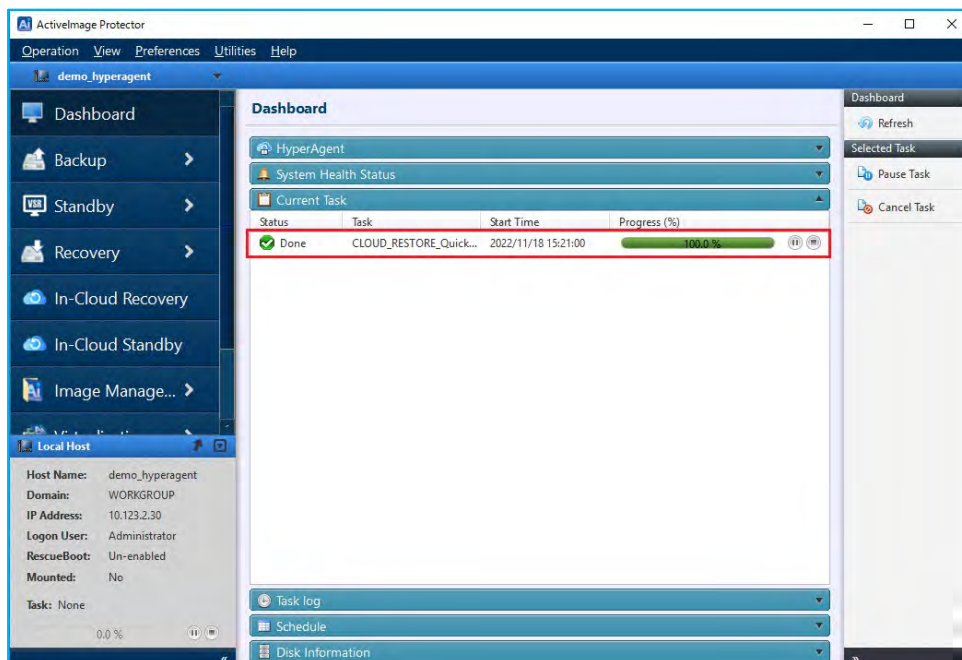 ActiveImage Protector
Operation View Preferences Utilities Help
demo_hyperagent
Dashboard
Backup
Standby
Recovery
In-Cloud Recovery
In-Cloud Standby
Image Manage...
Local Host
Host Name: demo_hyperagent
Domain: WORKGROUP
IP Address: 10.123.2.30
Logon User: Administrator
RescueBoot: Un-enabled
Mounted: No
Task: None
0.0 %
Dashboard
HyperAgent
System Health Status
Current Task
Status Task Start Time Progress (%)
Done CLOUD_RESTORE_Quick... 2022/11/18 15:21:00 100.0 %
Task log
Schedule
Disk Information
Dashboard
Refresh
Selected Task
Pause Task
Cancel Task